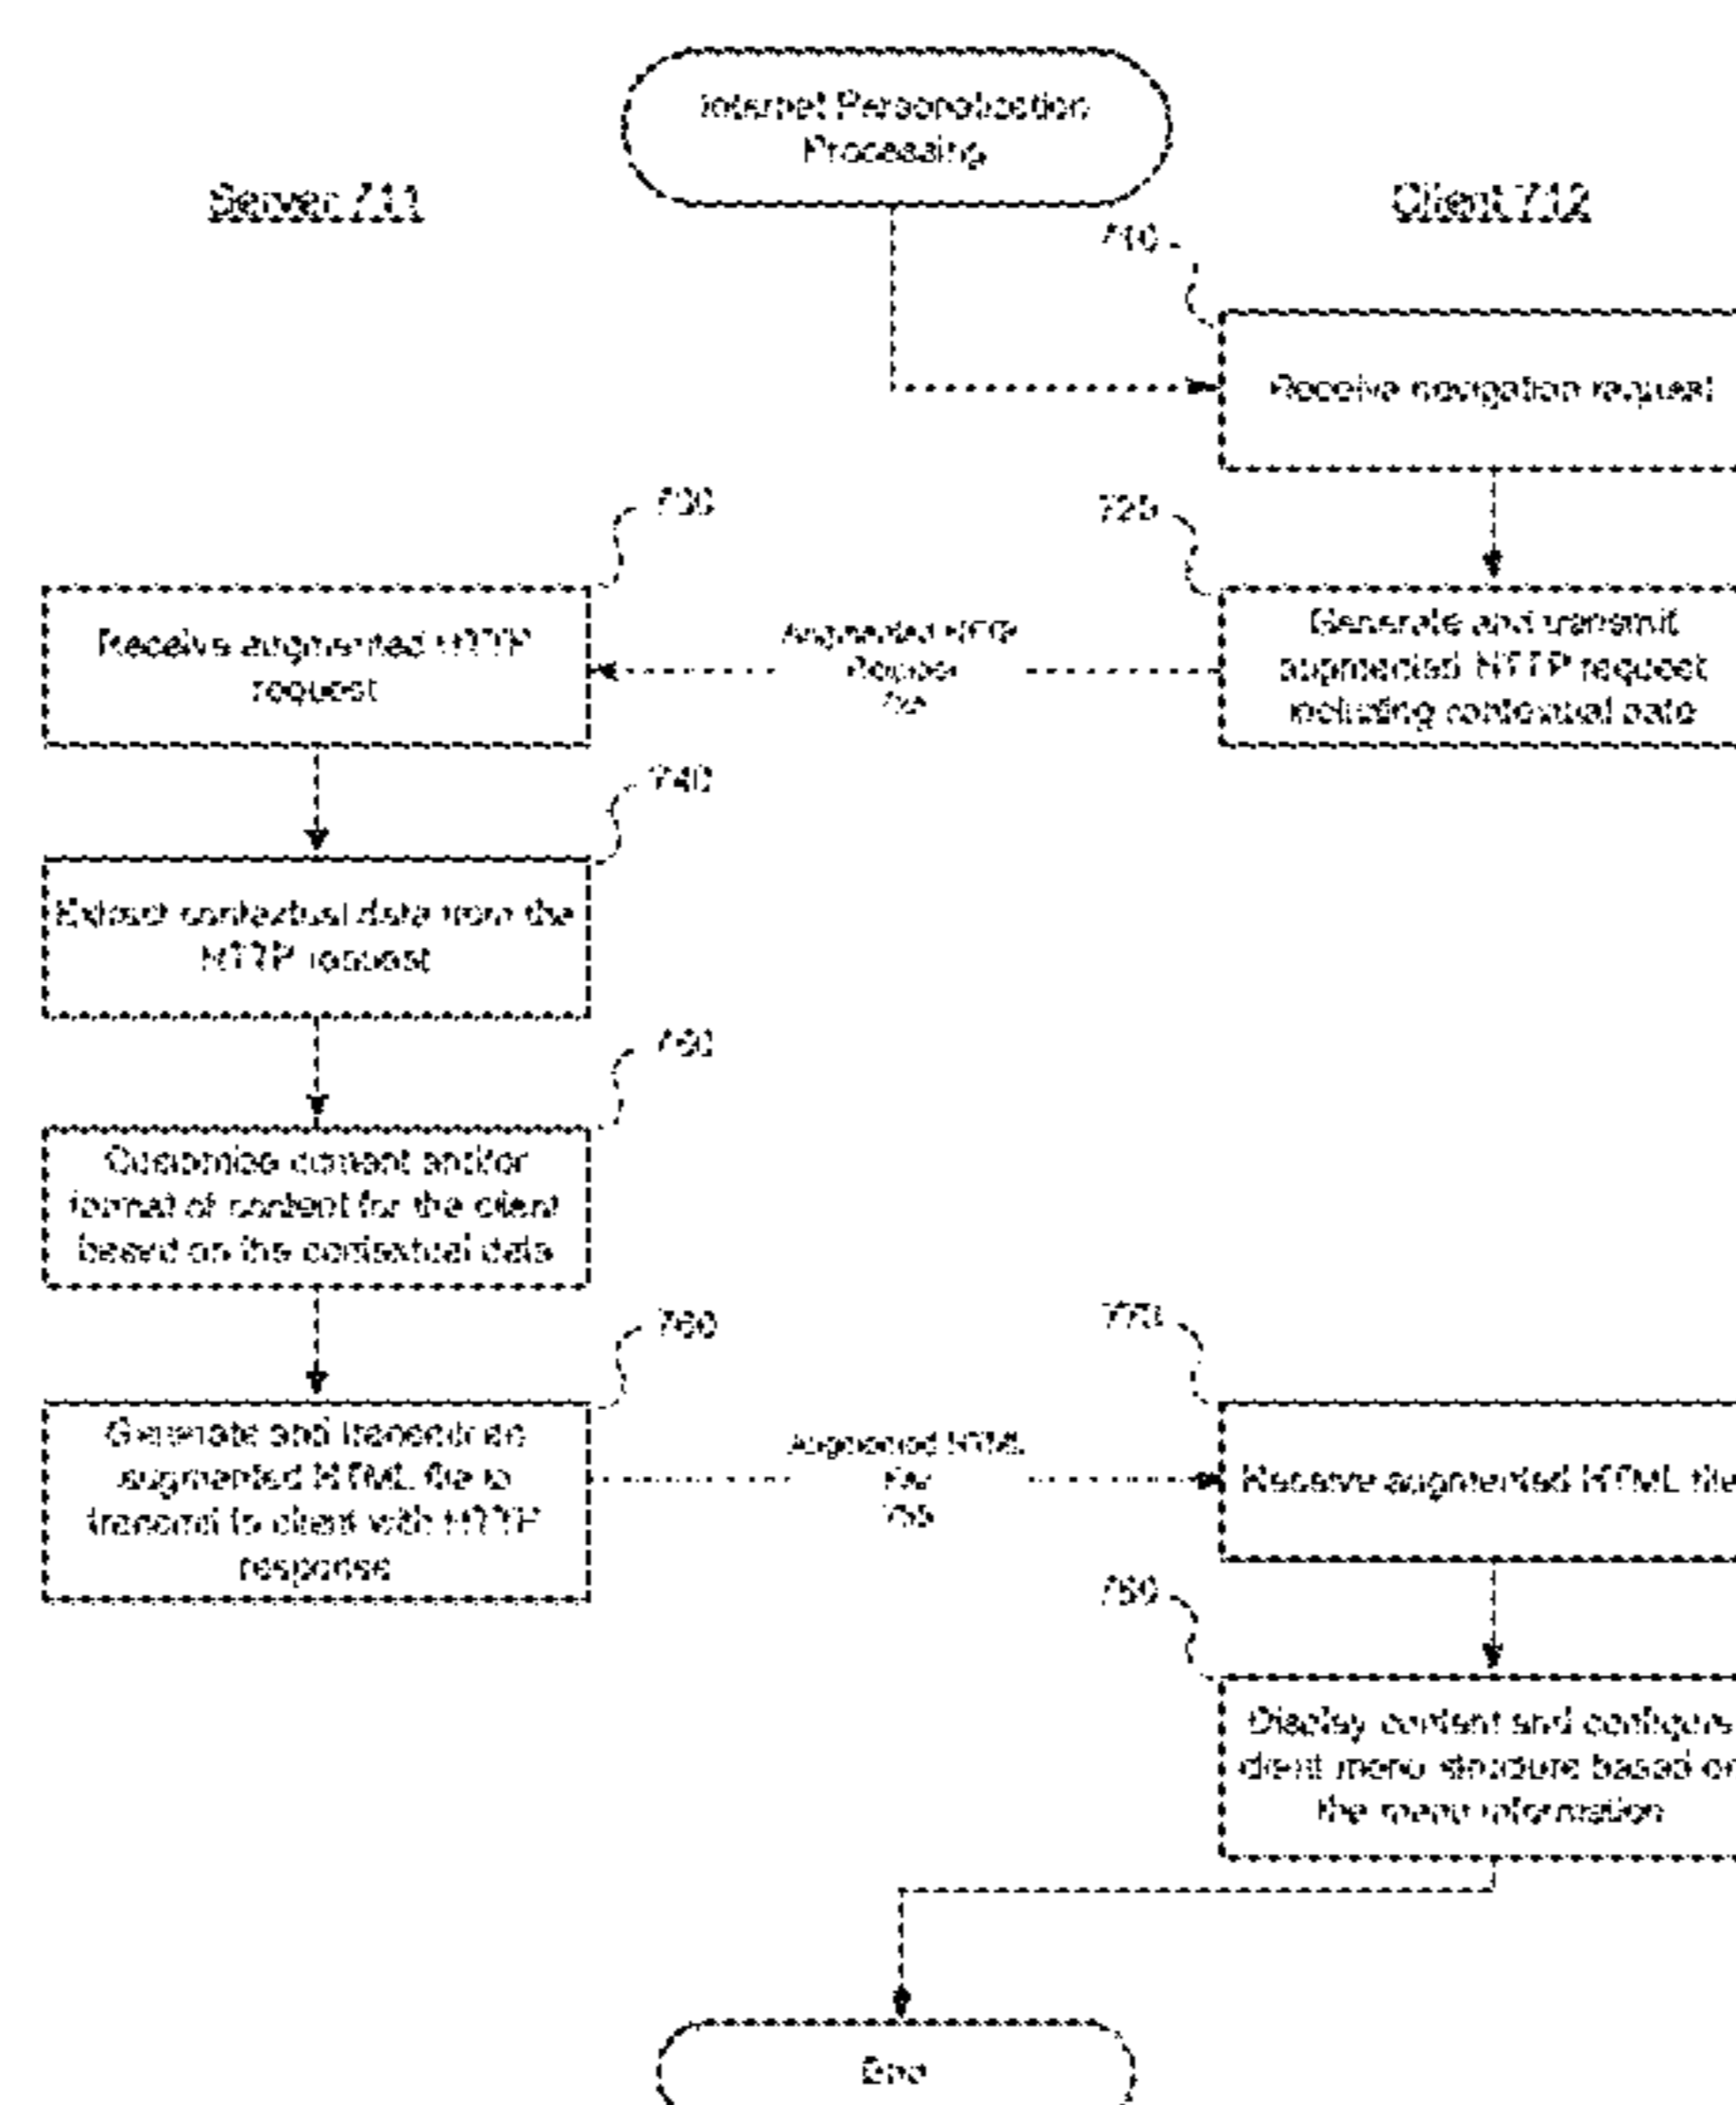 Internet Personalization
Processing
Server 711
Client 712
710
Receive navigation request
730
725
Receive augmented HTTP
request
Augmented HTTP
Request
Generate and transmit
augmented HTTP request
including contextual data
740
Extract contextual data from the
HTTP request
Customize content and/or
format of content for the client
based on the contextual data
760
770
Generate and transmit an
augmented HTML file to
transmit to client with HTTP
response
Augmented HTML
File
Receive augmented HTML file
Display content and configure
client menu structure based on
the menu information
End